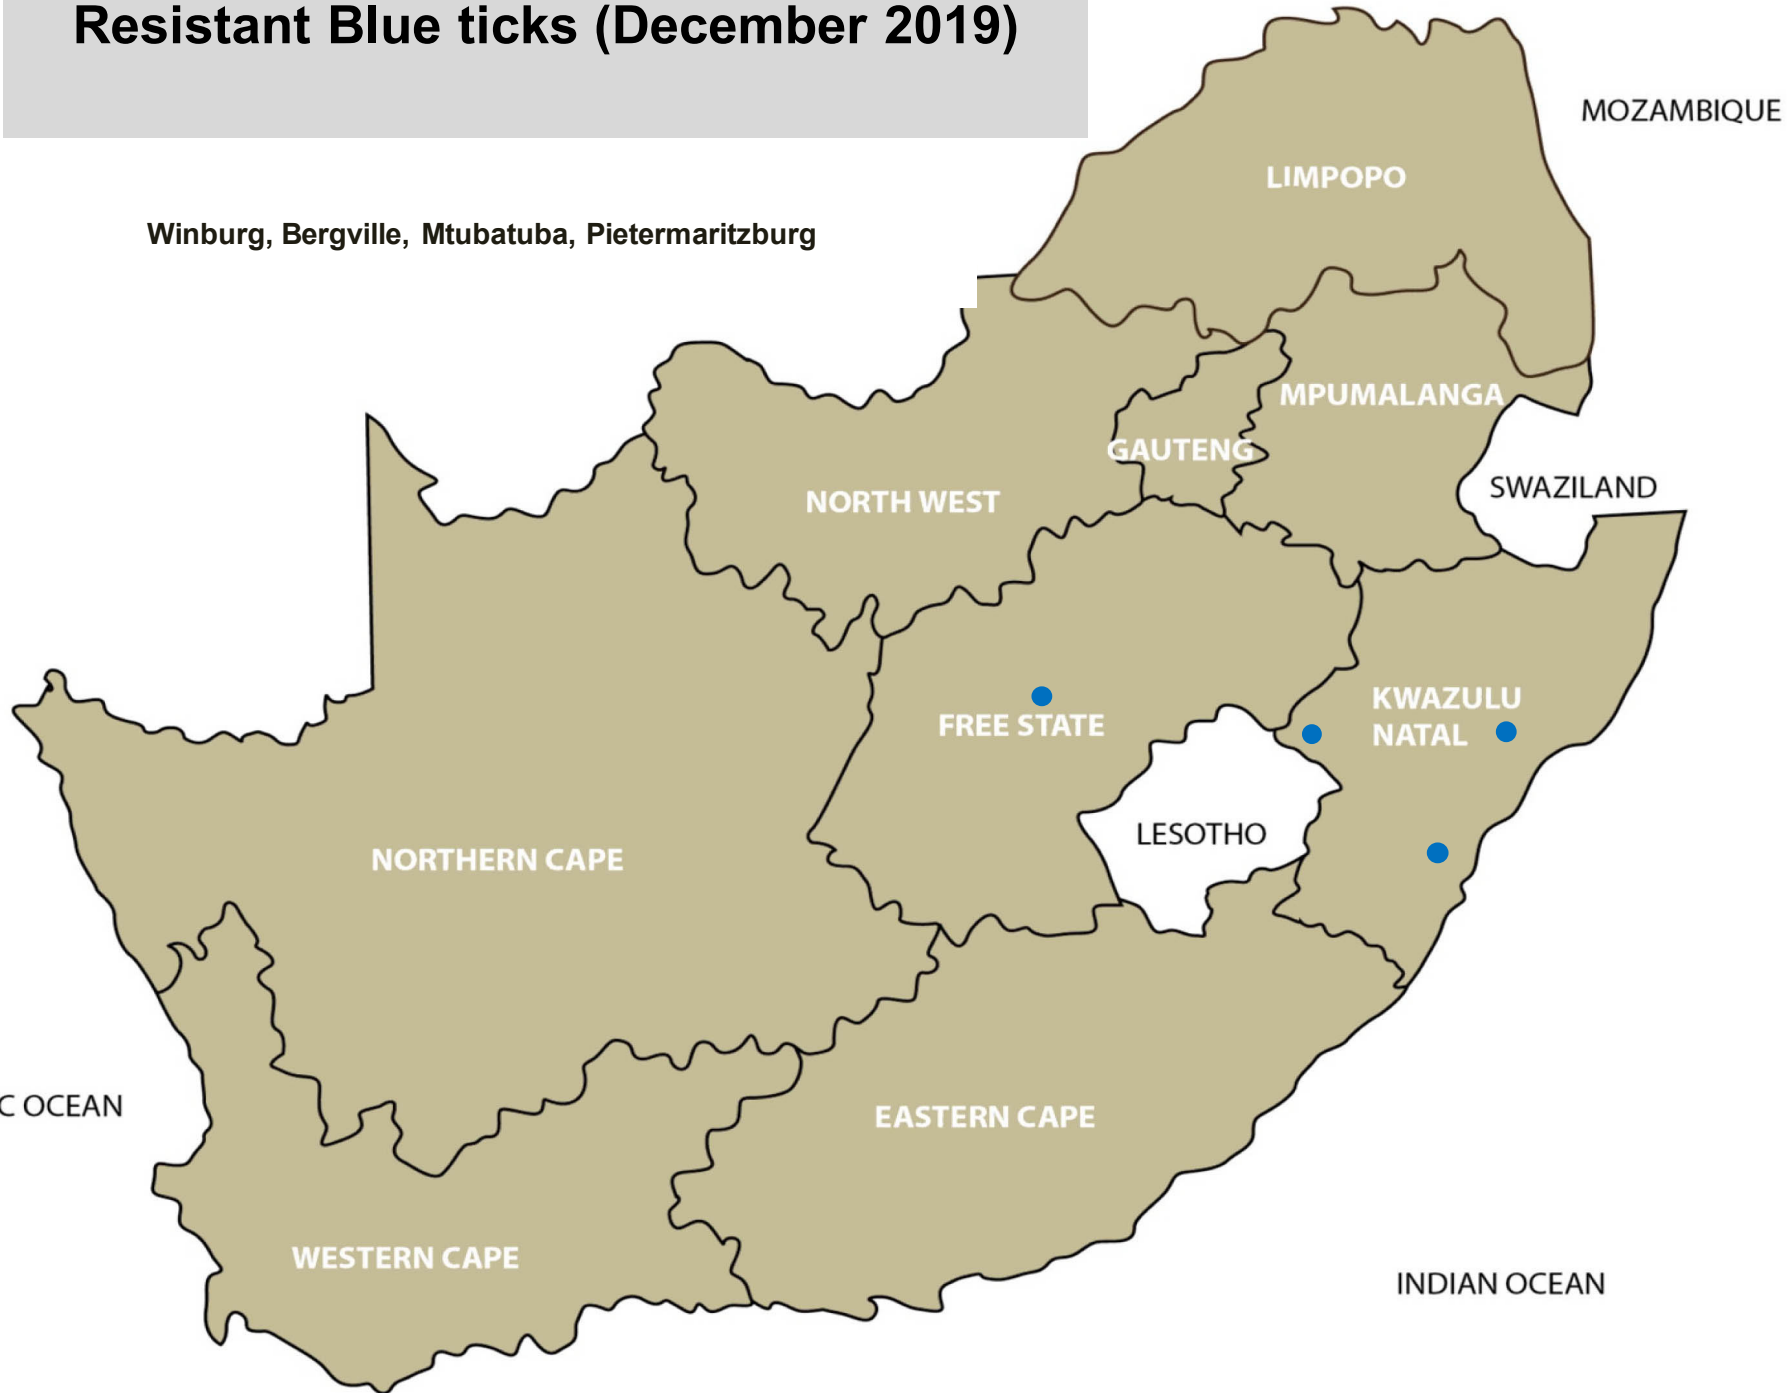 Resistant Blue ticks (December 2019)
MOZAMBIQUE
LIMPOPO
Winburg, Bergville, Mtubatuba, Pietermaritzburg
MPUMALANGA
GAUTENG
SWAZILAND
NORTH WEST
KWAZULU
NATAL
FREE STATE
LESOTHO
NORTHERN CAPE
C OCEAN
EASTERN CAPE
WESTERN CAPE
INDIAN OCEAN